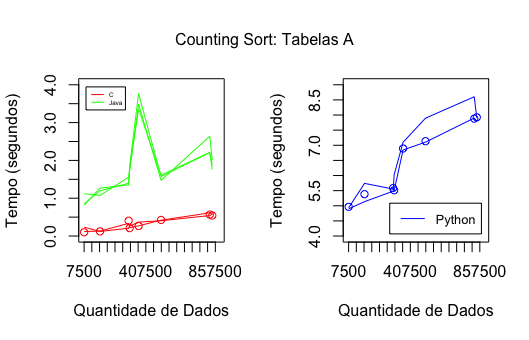 Counting Sort: Tabelas A
Tempo (segundos)
0.0
1.0
2.0
3.0
4.0
C
Java
7500
407500
857500
Quantidade de Dados
Tempo (segundos)
4.0
5.5
7.0
8.5
Python
7500
407500
857500
Quantidade de Dados